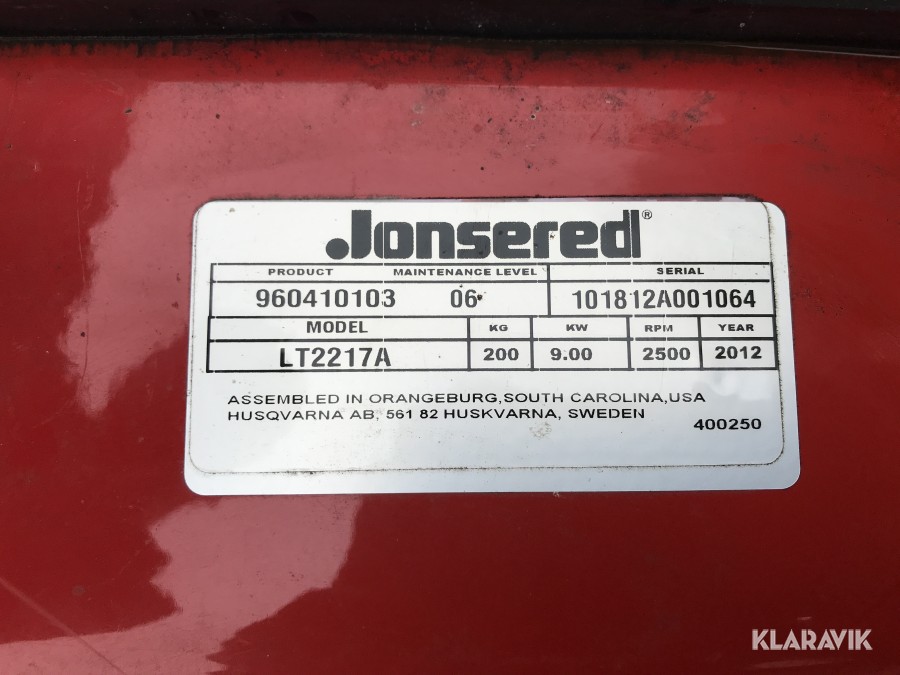 Jonsered®
PRODUCT MAINTENANCE LEVEL SERIAL
960410103 06 101812A001064
MODEL KG KW RPM YEAR
LT2217A 200 9.00 2500 2012
ASSEMBLED IN ORANGEBURG,SOUTH CAROLINA,USA
HUSQVARNA AB, 561 82 HUSKVARNA, SWEDEN
400250
KLARAVIK